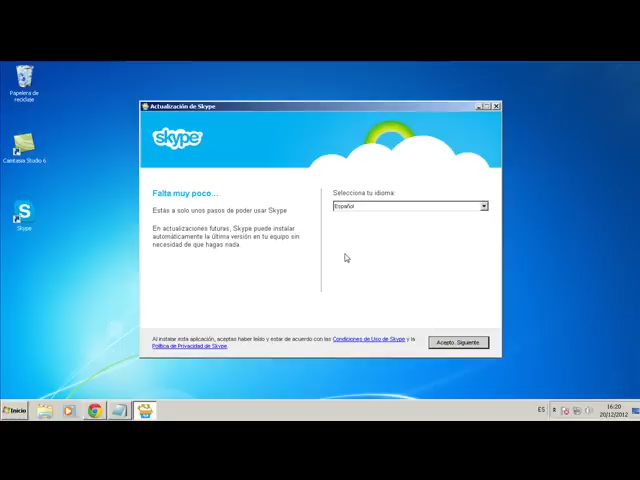 Papelera de
reciclaje
Camtasia Studio 6
Skype
Actualización de Skype
skype
Falta muy poco...
Estás a solo unos pasos de poder usar Skype
En actualizaciones futuras, Skype puede instalar
automáticamente la última versión en tu equipo sin
necesidad de que hagas nada.
Selecciona tu idioma:
Español
Al instalar esta aplicación, aceptas haber leído y estar de acuerdo con las Condiciones de Uso de Skype y la
Política de Privacidad de Skype.
Acepto. Siguiente
Inicio
ES
16:20
20/12/2012